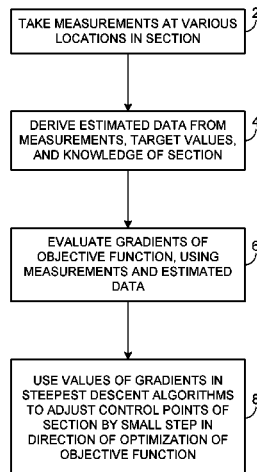 2
TAKE MEASUREMENTS AT VARIOUS
LOCATIONS IN SECTION
4
DERIVE ESTIMATED DATA FROM
MEASUREMENTS, TARGET VALUES,
AND KNOWLEDGE OF SECTION
6
EVALUATE GRADIENTS OF
OBJECTIVE FUNCTION, USING
MEASUREMENTS AND ESTIMATED
DATA
8
USE VALUES OF GRADIENTS IN
STEEPEST DESCENT ALGORITHMS
TO ADJUST CONTROL POINTS OF
SECTION BY SMALL STEP IN
DIRECTION OF OPTIMIZATION OF
OBJECTIVE FUNCTION